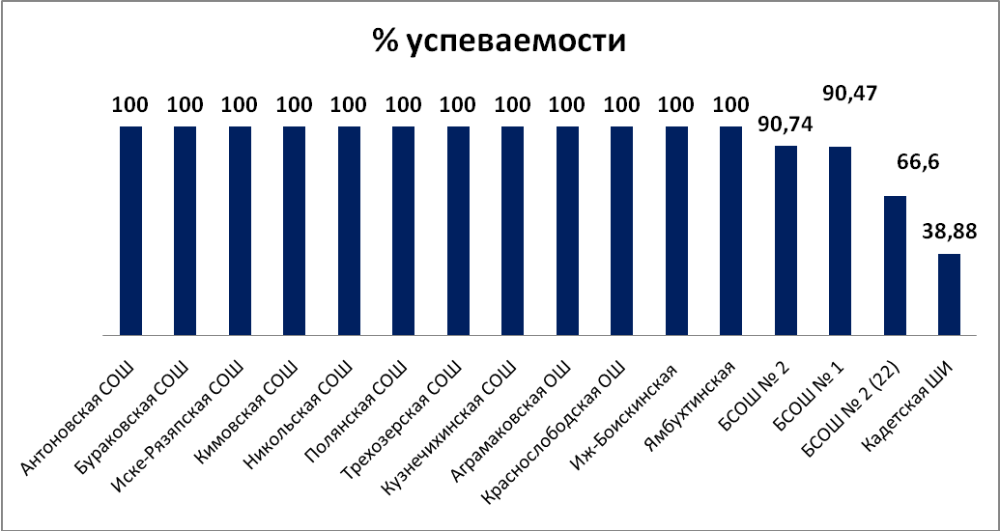 % успеваемости
100 100 100 100 100 100 100 100 100 100 100 100 90,74 90,47 66,6 38,88
Антоновская СОШ
Бураковская СОШ
Иске-Рязяпская СОШ
Кимовская СОШ
Никольская СОШ
Полянская СОШ
Трехозерская СОШ
Кузнечихинская СОШ
Аграмаковская ОШ
Краснослободская ОШ
Иж-Боискинская
Ямбухтинская
БСОШ № 2
БСОШ № 1
БСОШ № 2 (22)
Кадетская ШИ